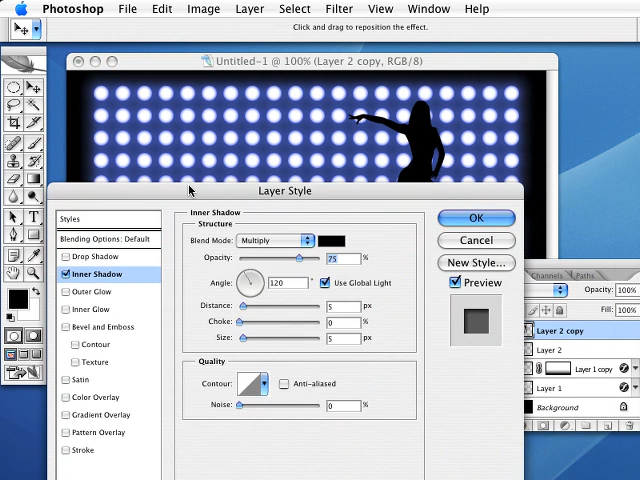 Photoshop File Edit Image Layer Select Filter View Window Help
Click and drag to reposition the effect.
Untitled-1 @ 100% (Layer 2 copy, RGB/8)
Layer Style
Styles
Blending Options: Default
Drop Shadow
Inner Shadow
Outer Glow
Inner Glow
Bevel and Emboss
Contour
Texture
Satin
Color Overlay
Gradient Overlay
Pattern Overlay
Stroke
Inner Shadow
Structure
Blend Mode: Multiply
Opacity: 75 %
Angle: 120 ° Use Global Light
Distance: 5 px
Choke: 0 %
Size: 5 px
Quality
Contour: Anti-aliased
Noise: 0 %
OK
Cancel
New Style...
Preview
Channels Paths
Opacity: 100%
Fill: 100%
Layer 2 copy
Layer 2
Layer 1 copy
Layer 1
Background